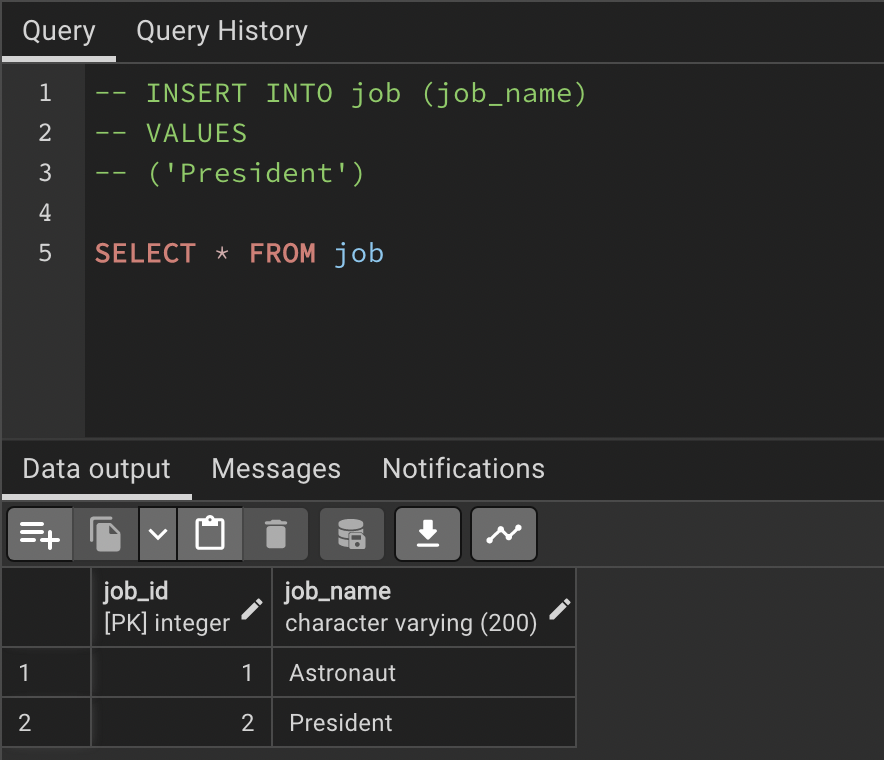 Query Query History
1 -- INSERT INTO job (job_name)
2 -- VALUES
3 -- ('President')
4
5 SELECT * FROM job
Data output Messages Notifications
job_id job_name
[PK] integer character varying (200)
1 1 Astronaut
2 2 President